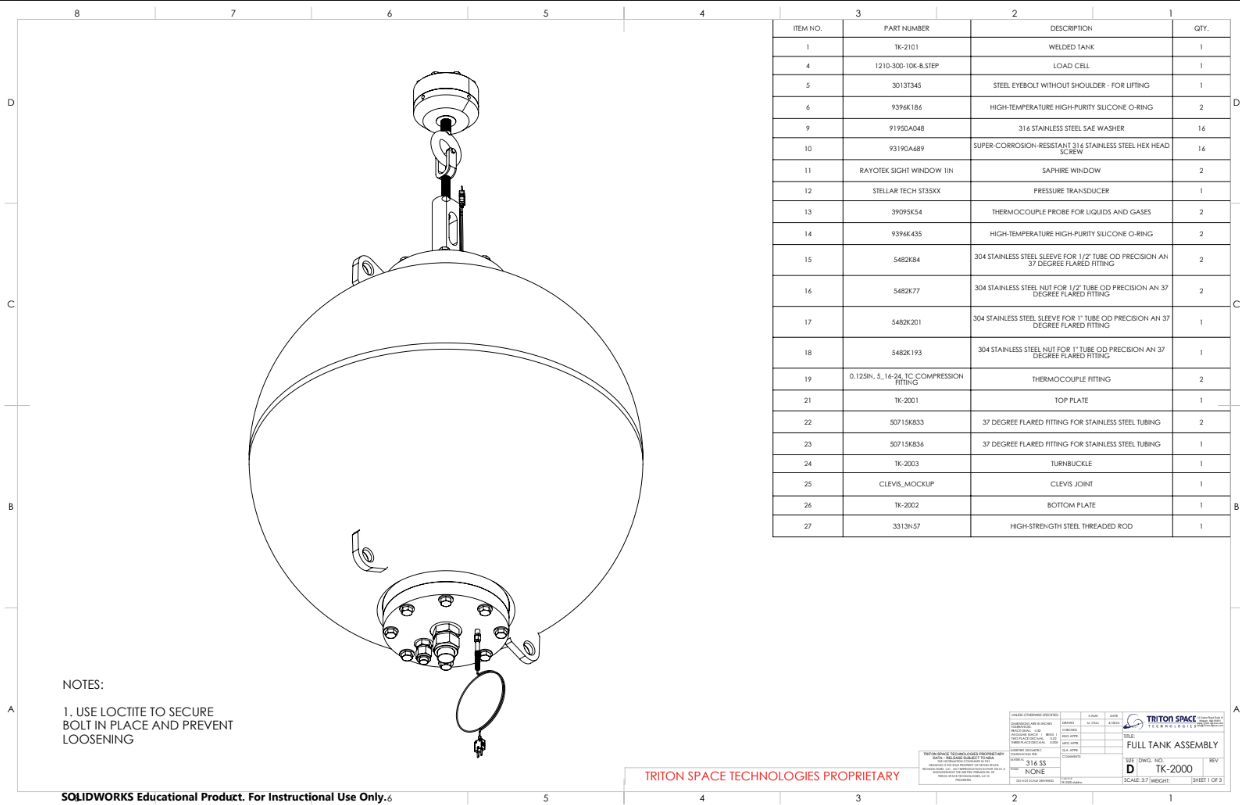 8 7 6 5 4 3 2 1
D
D
C
C
B
B
A
A
ITEM NO. PART NUMBER DESCRIPTION QTY.
1 TK-2101 WELDED TANK 1
4 1210-300-10K-B.STEP LOAD CELL 1
5 3013T345 STEEL EYEBOLT WITHOUT SHOULDER - FOR LIFTING 1
6 9396K186 HIGH-TEMPERATURE HIGH-PURITY SILICONE O-RING 2
9 91950A048 316 STAINLESS STEEL SAE WASHER 16
10 93190A689 SUPER-CORROSION-RESISTANT 316 STAINLESS STEEL HEX HEAD
SCREW 16
11 RAYOTEK SIGHT WINDOW 1IN SAPHIRE WINDOW 2
12 STELLAR TECH ST35XX PRESSURE TRANSDUCER 1
13 39095K54 THERMOCOUPLE PROBE FOR LIQUIDS AND GASES 2
14 9396K435 HIGH-TEMPERATURE HIGH-PURITY SILICONE O-RING 2
15 5482K84 304 STAINLESS STEEL SLEEVE FOR 1/2" TUBE OD PRECISION AN
37 DEGREE FLARED FITTING 2
16 5482K77 304 STAINLESS STEEL NUT FOR 1/2" TUBE OD PRECISION AN 37
DEGREE FLARED FITTING 2
17 5482K201 304 STAINLESS STEEL SLEEVE FOR 1" TUBE OD PRECISION AN 37
DEGREE FLARED FITTING 1
18 5482K193 304 STAINLESS STEEL NUT FOR 1" TUBE OD PRECISION AN 37
DEGREE FLARED FITTING 1
19 0.125IN, 5_16-24, TC COMPRESSION
FITTING THERMOCOUPLE FITTING 2
21 TK-2001 TOP PLATE 1
22 50715K833 37 DEGREE FLARED FITTING FOR STAINLESS STEEL TUBING 2
23 50715K836 37 DEGREE FLARED FITTING FOR STAINLESS STEEL TUBING 1
24 TK-2003 TURNBUCKLE 1
25 CLEVIS_MOCKUP CLEVIS JOINT 1
26 TK-2002 BOTTOM PLATE 1
27 3313N57 HIGH-STRENGTH STEEL THREADED ROD 1
NOTES:
1. USE LOCTITE TO SECURE
BOLT IN PLACE AND PREVENT
LOOSENING
TRITON SPACE TECHNOLOGIES PROPRIETARY
UNLESS OTHERWISE SPECIFIED:
NAME DATE
316 SS
NONE
COMMENTS:
TRITON SPACE
TECHNOLOGIES
TITLE:
FULL TANK ASSEMBLY
SIZE DWG. NO. REV
D TK-2000
SCALE: 3:7 WEIGHT: SHEET 1 OF 3
SOLIDWORKS Educational Product. For Instructional Use Only.
6 5 4 3 2 1